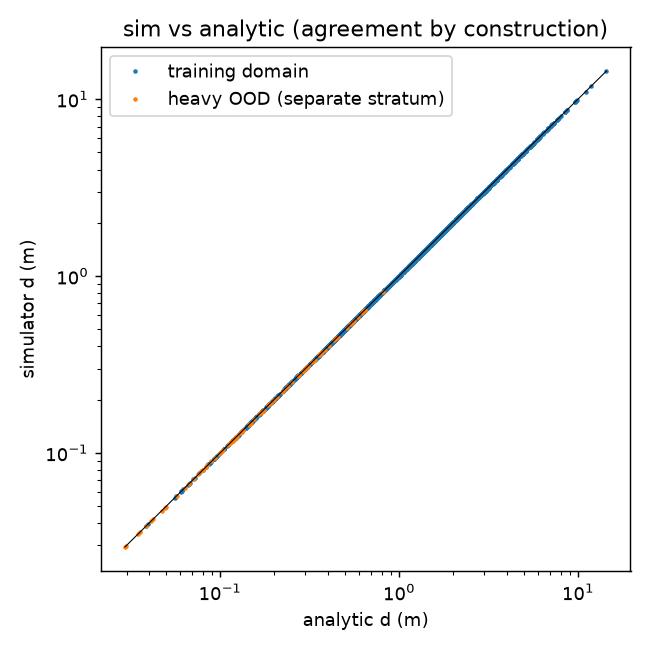 sim vs analytic (agreement by construction)
training domain
heavy OOD (separate stratum)
10¹
10⁰
10⁻¹
simulator d (m)
10⁻¹
10⁰
10¹
analytic d (m)